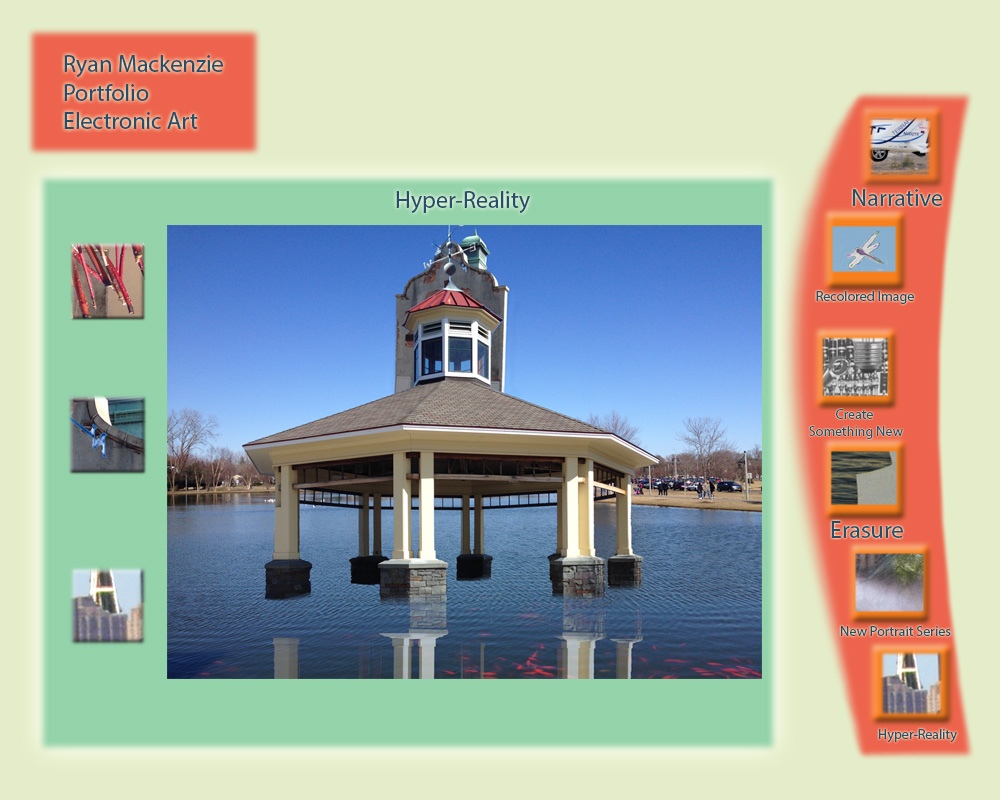 Ryan Mackenzie
Portfolio
Electronic Art
Hyper-Reality
Narrative
Recolored Image
Create
Something New
Erasure
New Portrait Series
Hyper-Reality